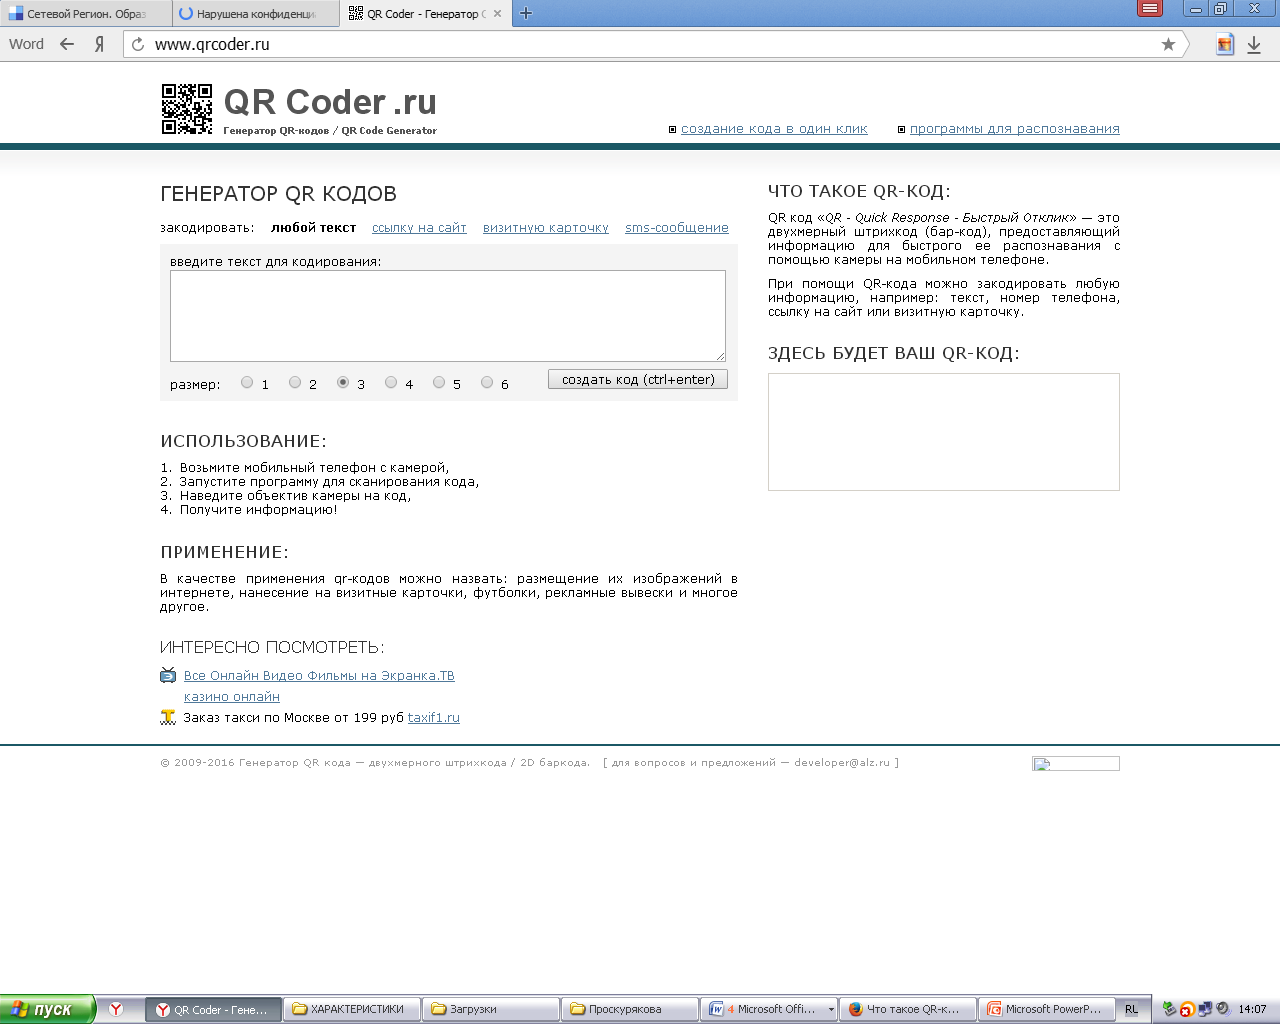 Сетевой Регион. Образ
Нарушена конфиденци
QR Coder - Генератор
Word
www.qrcoder.ru
QR Coder .ru
Генератор QR-кодов / QR Code Generator
создание кода в один клик
программы для распознавания
ГЕНЕРАТОР QR КОДОВ
закодировать: любой текст ссылку на сайт визитную карточку sms-сообщение
введите текст для кодирования:
размер: 1 2 3 4 5 6
создать код (ctrl+enter)
ИСПОЛЬЗОВАНИЕ:
1. Возьмите мобильный телефон с камерой,
2. Запустите программу для сканирования кода,
3. Наведите объектив камеры на код,
4. Получите информацию!
ПРИМЕНЕНИЕ:
В качестве применения qr-кодов можно назвать: размещение их изображений в
интернете, нанесение на визитные карточки, футболки, рекламные вывески и многое
другое.
ИНТЕРЕСНО ПОСМОТРЕТЬ:
Все Онлайн Видео Фильмы на Экранка.ТВ
казино онлайн
Заказ такси по Москве от 199 руб taxif1.ru
ЧТО ТАКОЕ QR-КОД:
QR код «QR - Quick Response - Быстрый Отклик» — это
двухмерный штрихкод (бар-код), предоставляющий
информацию для быстрого ее распознавания с
помощью камеры на мобильном телефоне.
При помощи QR-кода можно закодировать любую
информацию, например: текст, номер телефона,
ссылку на сайт или визитную карточку.
ЗДЕСЬ БУДЕТ ВАШ QR-КОД:
© 2009-2016 Генератор QR кода — двухмерного штрихкода / 2D баркода. [ для вопросов и предложений — developer@alz.ru ]
пуск
QR Coder - Гене...
ХАРАКТЕРИСТИКИ
Загрузки
Проскурякова
4 Microsoft Offi...
Что такое QR-к...
Microsoft PowerP...
RL
14:07